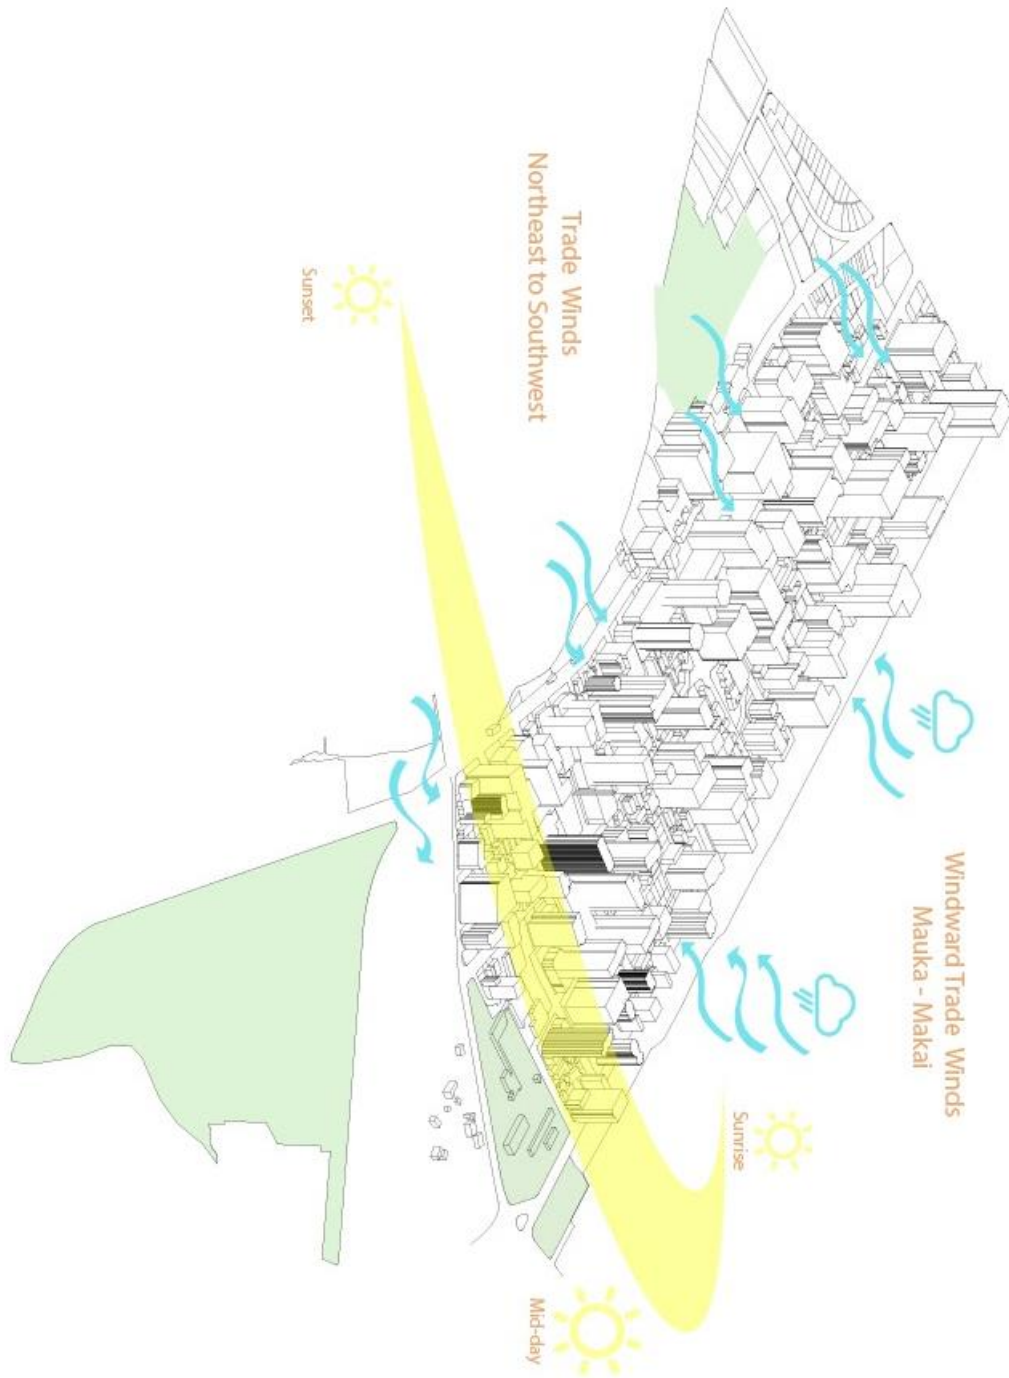 Trade Winds
Northeast to Southwest
Sunset
Windward Trade Winds
Mauka - Makai
Sunrise
Mid-day